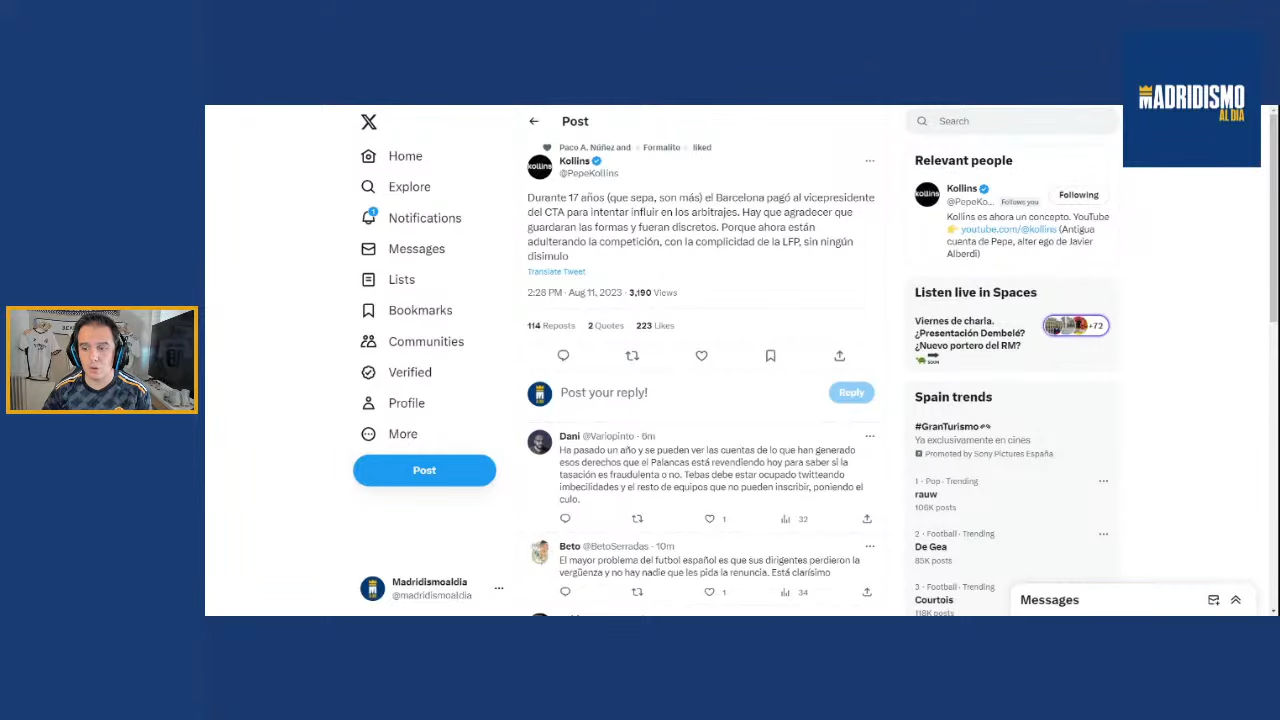 MADRIDISMO
AL DIA
Home
Explore
1
Notifications
Messages
Lists
Bookmarks
Communities
Verified
Profile
More
Post
Madridismoaldia
@madridismoaldia
Post
Paco A. Núñez and Formalito liked
kollins
Kollins
@PepeKollins
Durante 17 años (que sepa, son más) el Barcelona pagó al vicepresidente
del CTA para intentar influir en los arbitrajes. Hay que agradecer que
guardaran las formas y fueran discretos. Porque ahora están
adulterando la competición, con la complicidad de la LFP, sin ningún
disimulo
Translate Tweet
2:28 PM · Aug 11, 2023 · 3,190 Views
114 Reposts 2 Quotes 223 Likes
Post your reply!
Reply
Dani @Variopinto · 6m
Ha pasado un año y se pueden ver las cuentas de lo que han generado
esos derechos que el Palancas está revendiendo hoy para saber si la
tasación es fraudulenta o no. Tebas debe estar ocupado twitteando
imbecilidades y el resto de equipos que no pueden inscribir, poniendo el
culo.
1 32
Beto @BetoSerradas · 10m
El mayor problema del futbol español es que sus dirigentes perdieron la
vergüenza y no hay nadie que les pida la renuncia. Está clarísimo
1 34
Search
Relevant people
kollins
Kollins
@PepeKo... Follows you
Following
Kollins es ahora un concepto. YouTube
youtube.com/@kollins (Antigua
cuenta de Pepe, alter ego de Javier
Alberdi)
Listen live in Spaces
Viernes de charla.
¿Presentación Dembelé?
¿Nuevo portero del RM?
SOON
+72
Spain trends
#GranTurismo
Ya exclusivamente en cines
Promoted by Sony Pictures España
1 · Pop · Trending
rauw
106K posts
2 · Football · Trending
De Gea
85K posts
3 · Football · Trending
Courtois
118K posts
Messages